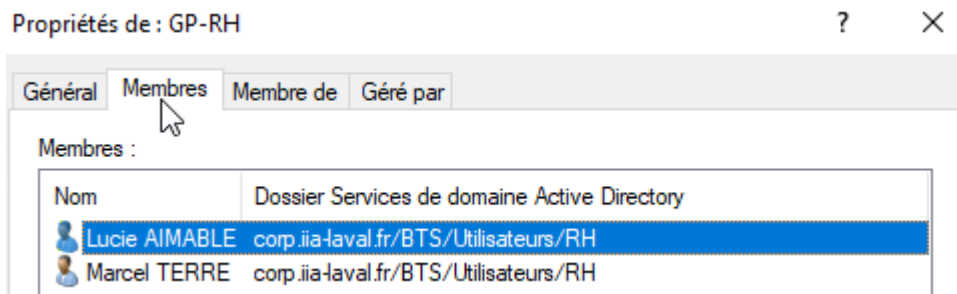 Propriétés de : GP-RH ? ×
Général Membres Membre de Géré par
Membres :
Nom Dossier Services de domaine Active Directory
Lucie AIMABLE corp.iia-laval.fr/BTS/Utilisateurs/RH
Marcel TERRE corp.iia-laval.fr/BTS/Utilisateurs/RH